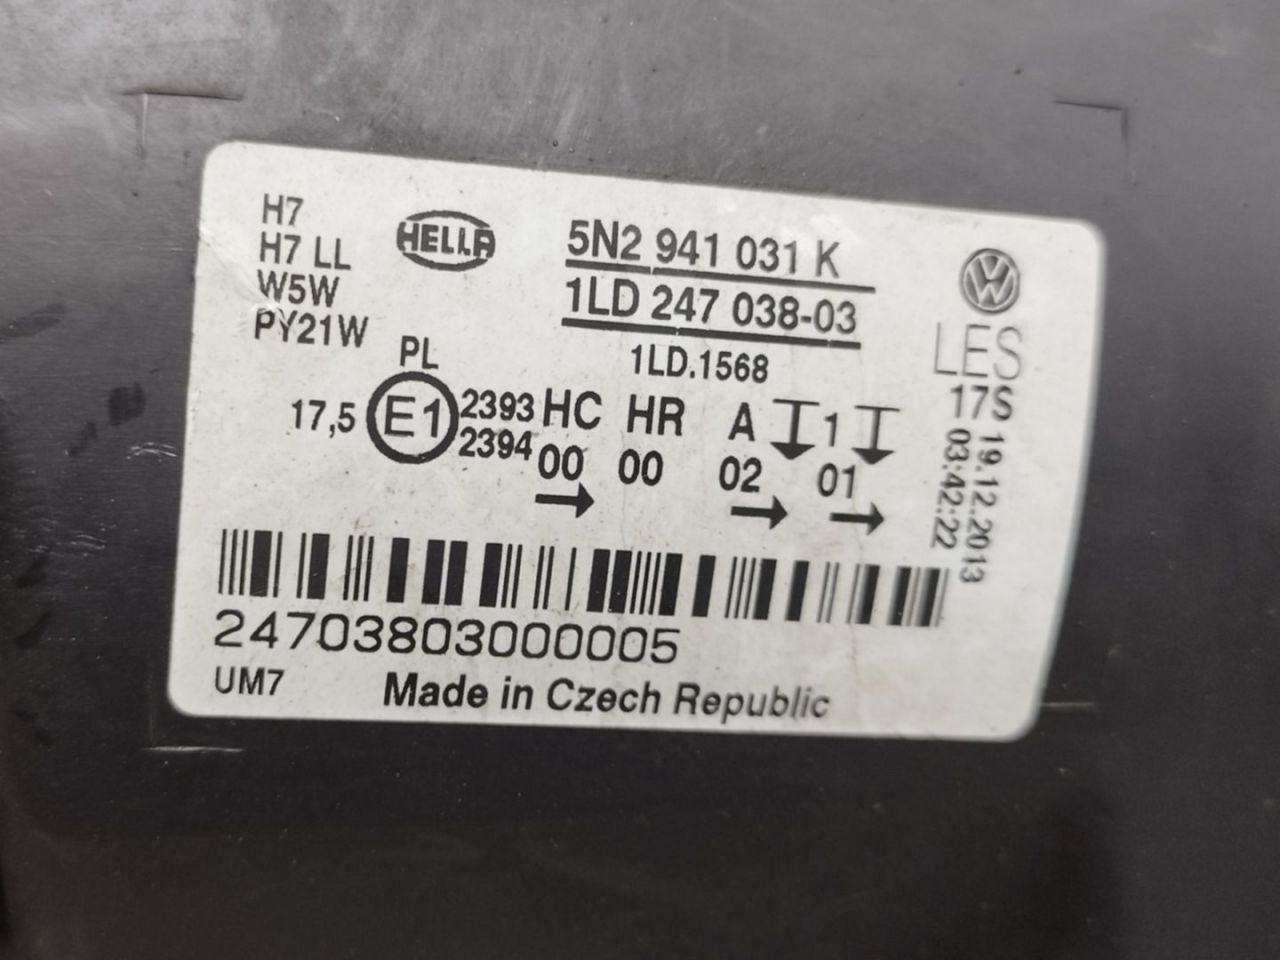 H7
H7 LL
W5W
PY21W
HELLA
5N2 941 031 K
1LD 247 038-03
1LD.1568
LES
17S
19.12.2013
03:42:22
PL
17,5 E1 2393 HC HR A 1
2394 00 00 02 01
24703803000005
UM7 Made in Czech Republic